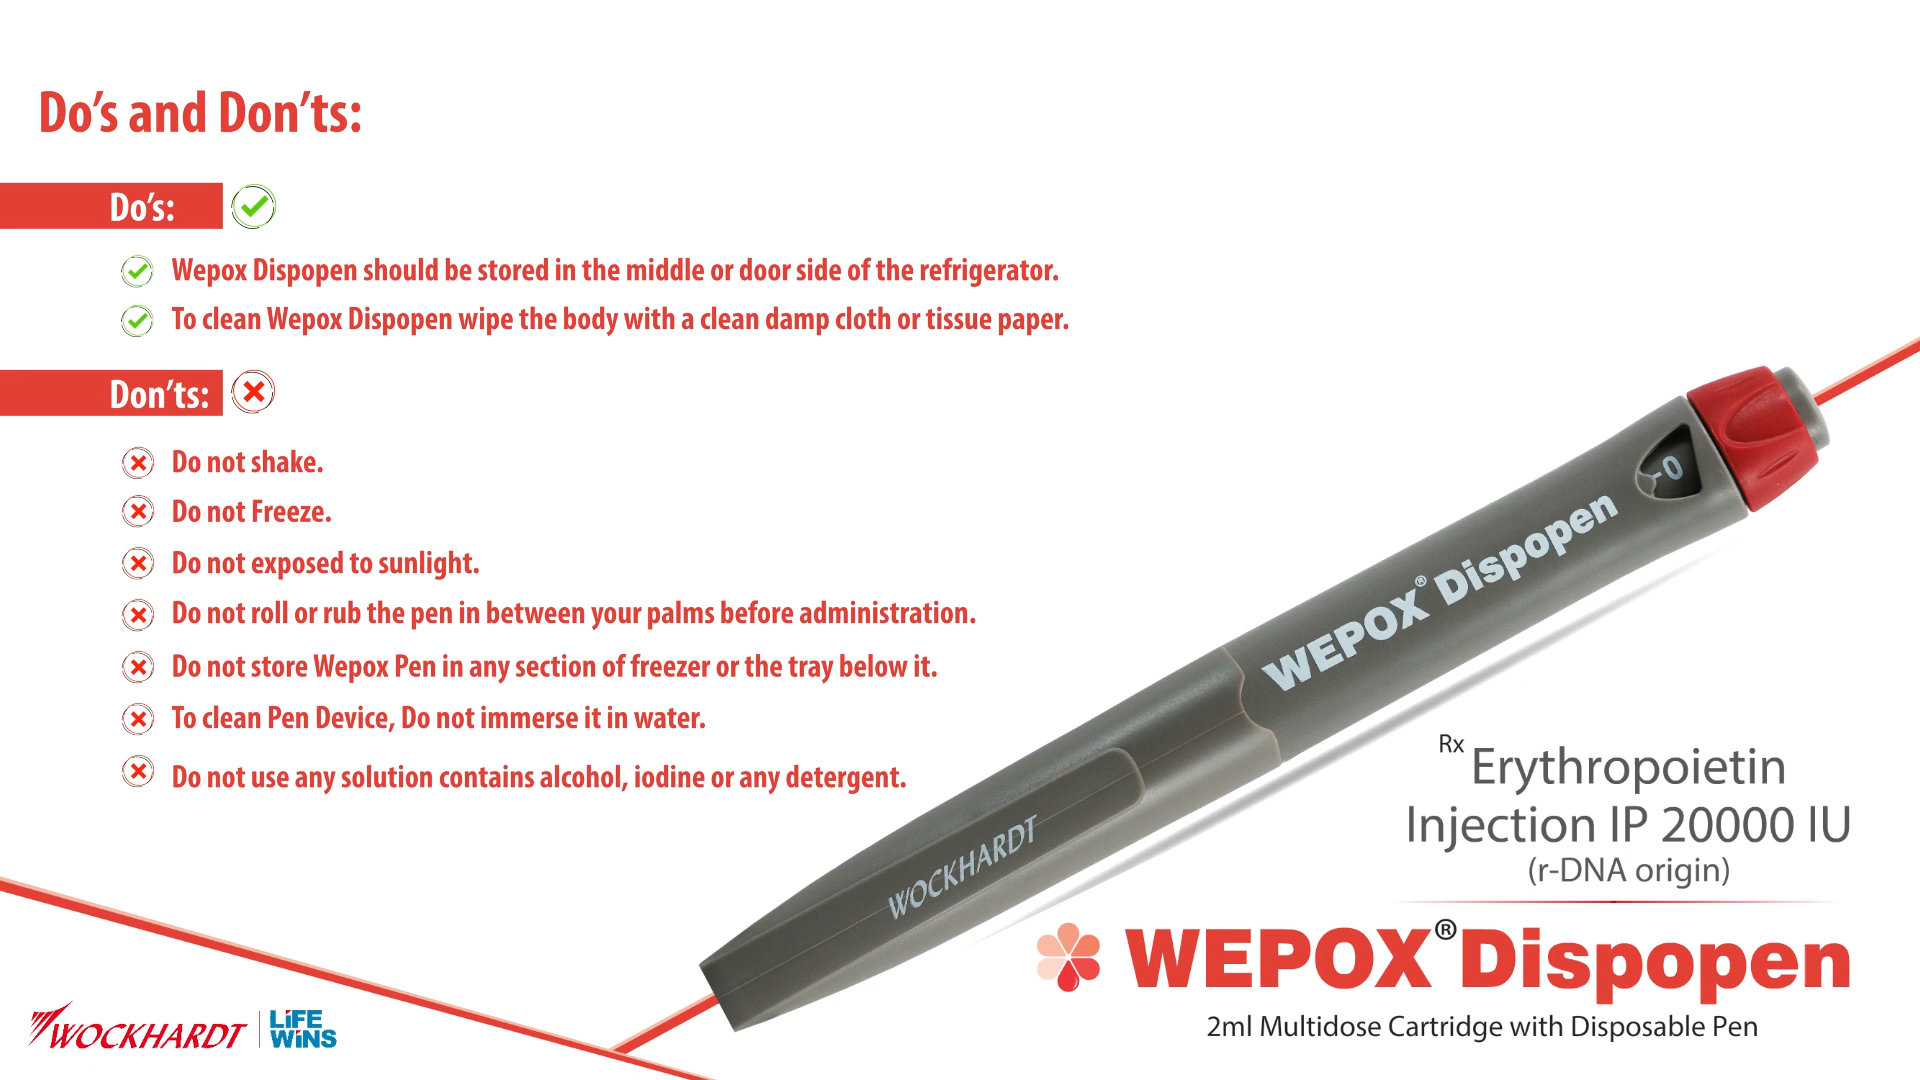 Do’s and Don’ts:
Do’s:
Wepox Dispopen should be stored in the middle or door side of the refrigerator.
To clean Wepox Dispopen wipe the body with a clean damp cloth or tissue paper.
Don’ts:
Do not shake.
Do not Freeze.
Do not exposed to sunlight.
Do not roll or rub the pen in between your palms before administration.
Do not store Wepox Pen in any section of freezer or the tray below it.
To clean Pen Device, Do not immerse it in water.
Do not use any solution contains alcohol, iodine or any detergent.
0
WEPOX® Dispopen
WOCKHARDT
Rx Erythropoietin
Injection IP 20000 IU
(r-DNA origin)
WEPOX® Dispopen
2ml Multidose Cartridge with Disposable Pen
WOCKHARDT
LiFE
WiNS